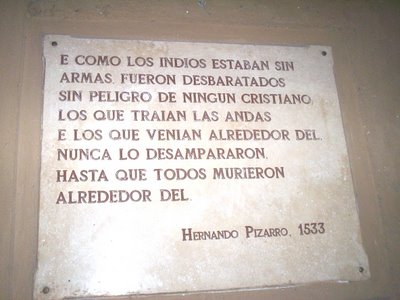 E COMO LOS INDIOS ESTABAN SIN
ARMAS, FUERON DESBARATADOS
SIN PELIGRO DE NINGUN CRISTIANO
LOS QUE TRAIAN LAS ANDAS
E LOS QUE VENIAN ALREDEDOR DEL,
NUNCA LO DESAMPARARON,
HASTA QUE TODOS MURIERON
ALREDEDOR DEL.
HERNANDO PIZARRO, 1533